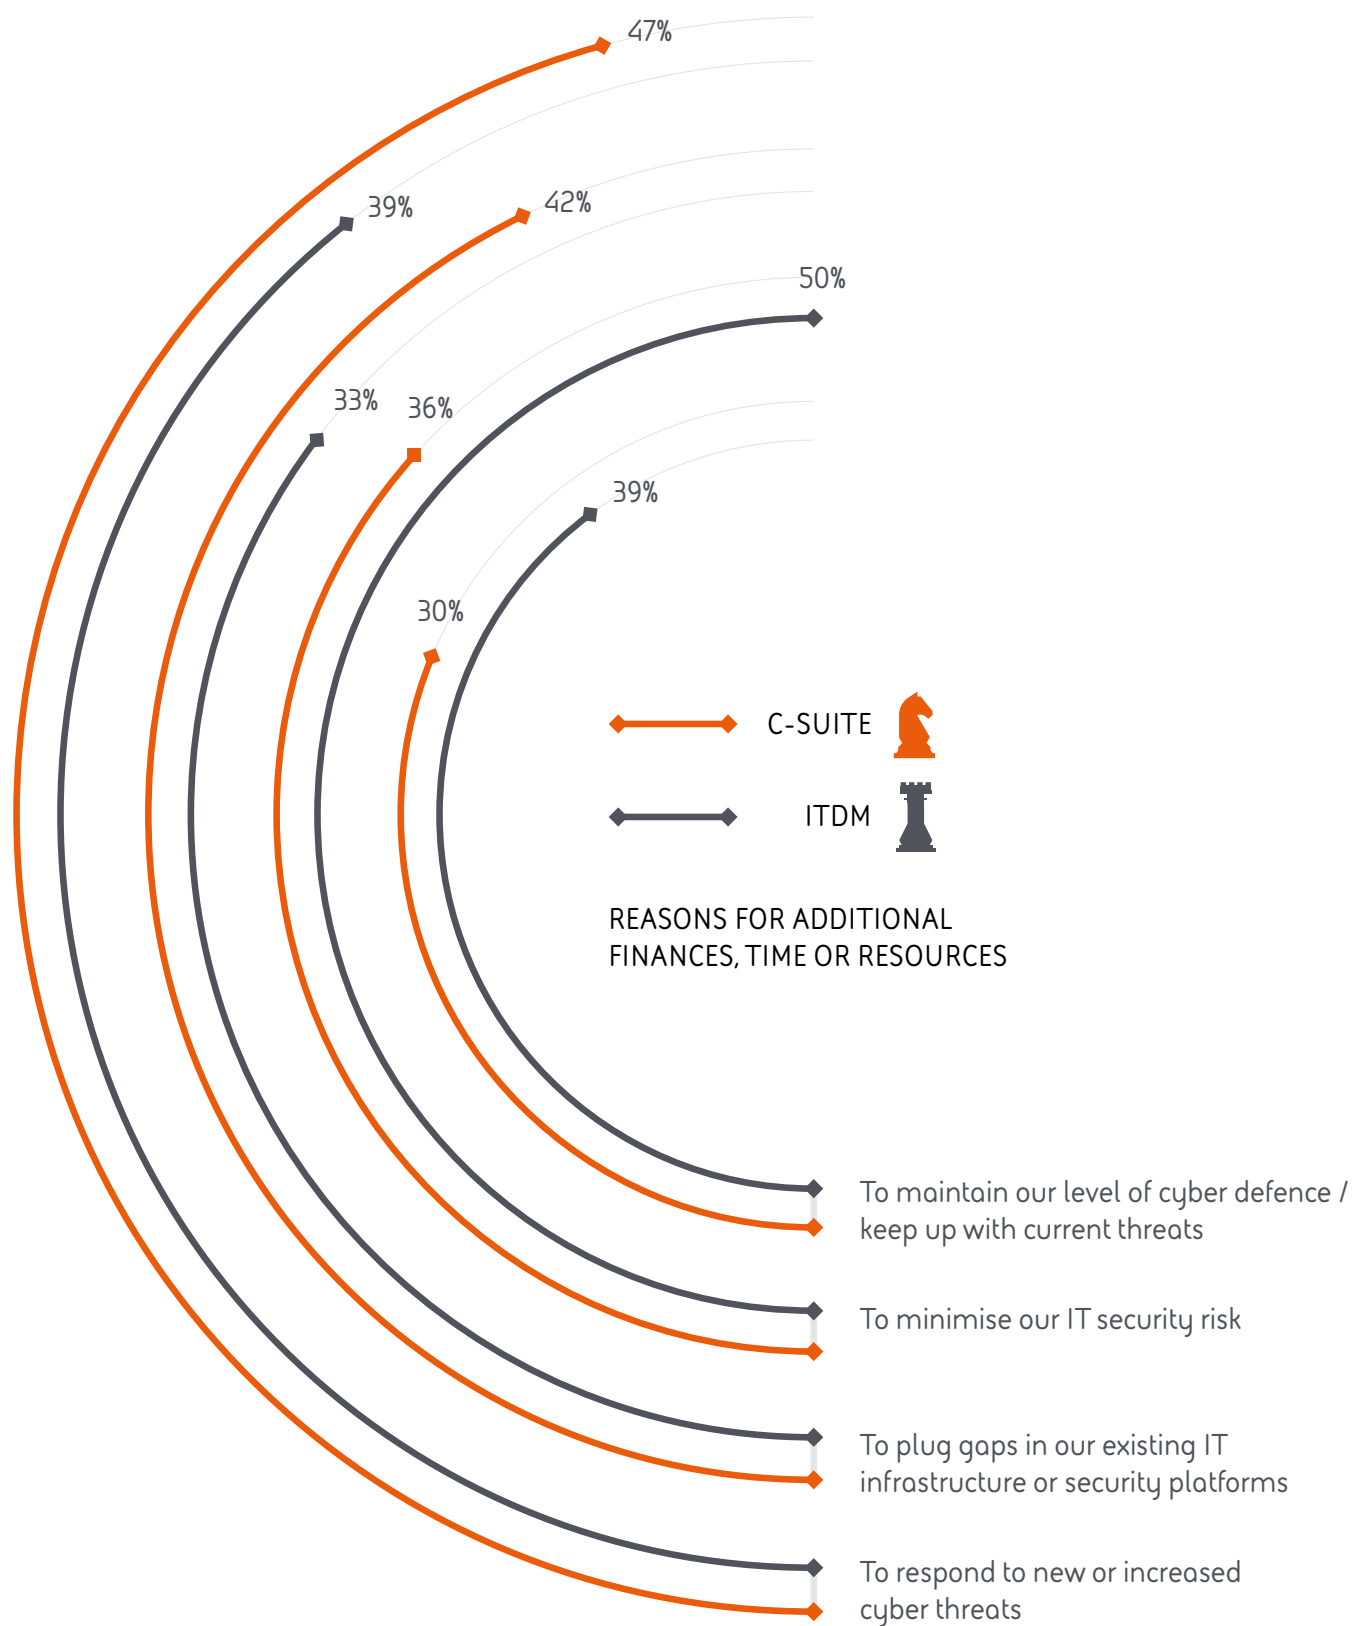 47%
39%
42%
50%
33%
36%
39%
30%
C-SUITE
ITDM
REASONS FOR ADDITIONAL
FINANCES, TIME OR RESOURCES
To maintain our level of cyber defence /
keep up with current threats
To minimise our IT security risk
To plug gaps in our existing IT
infrastructure or security platforms
To respond to new or increased
cyber threats